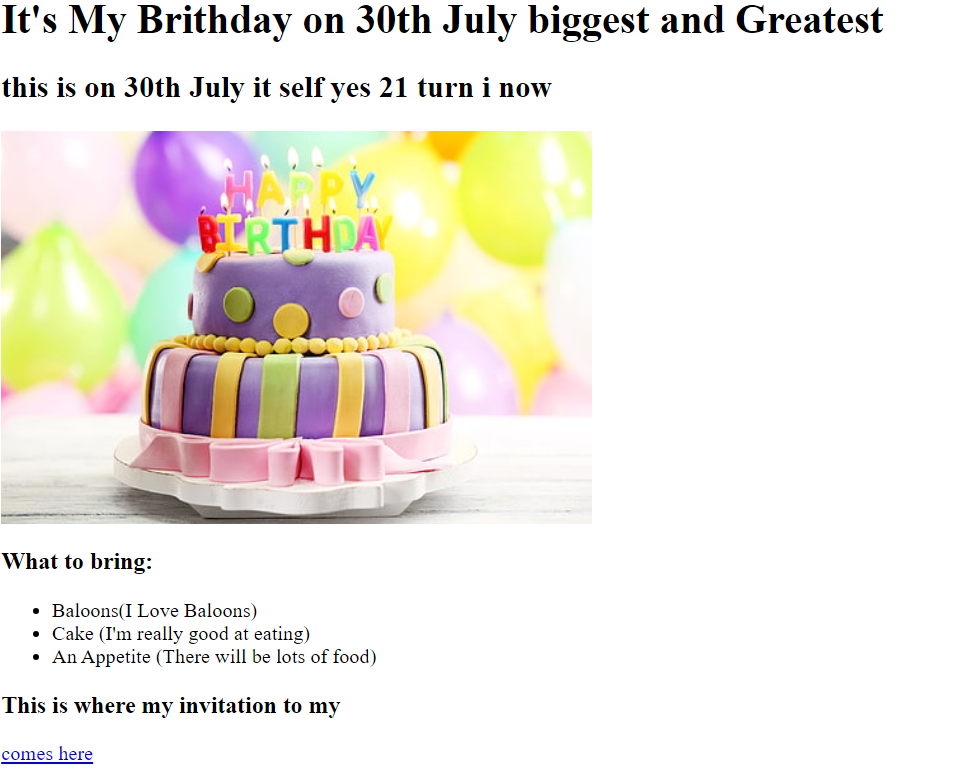 It's My Brithday on 30th July biggest and Greatest
this is on 30th July it self yes 21 turn i now
HAPPY
BIRTHDAY
What to bring:
Baloons(I Love Baloons)
Cake (I'm really good at eating)
An Appetite (There will be lots of food)
This is where my invitation to my
comes here